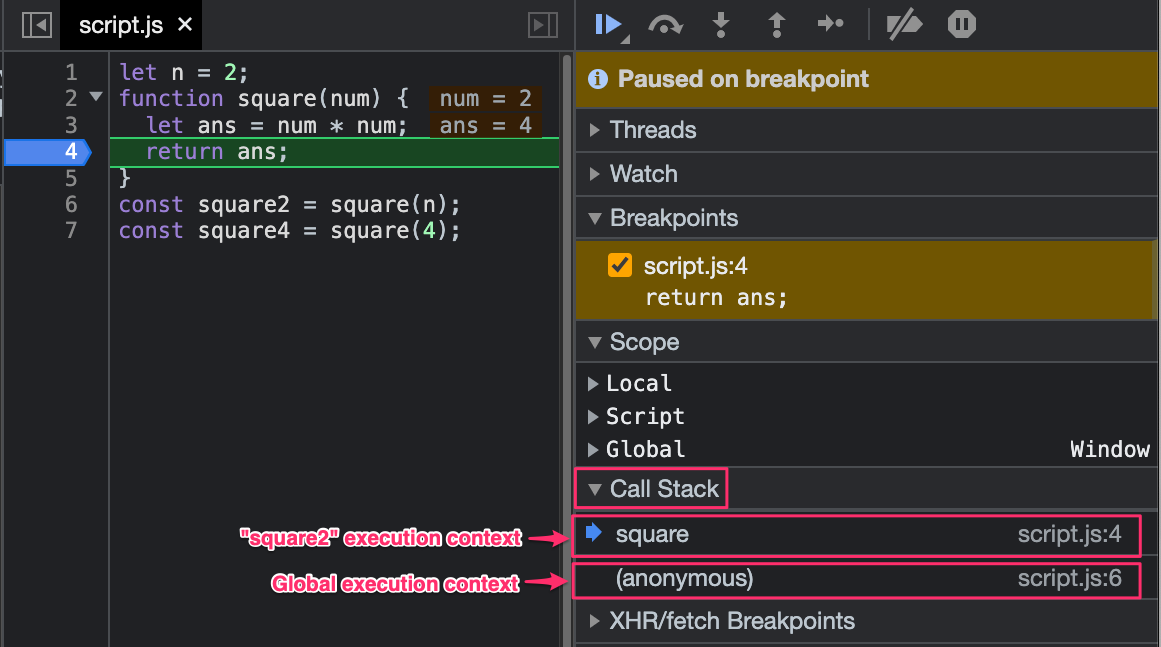 script.js ×
1 let n = 2;
2 function square(num) { num = 2
3 let ans = num * num; ans = 4
4 return ans;
5 }
6 const square2 = square(n);
7 const square4 = square(4);
Paused on breakpoint
Threads
Watch
Breakpoints
script.js:4
return ans;
Scope
Local
Script
Global Window
Call Stack
"square2" execution context
square script.js:4
Global execution context
(anonymous) script.js:6
XHR/fetch Breakpoints